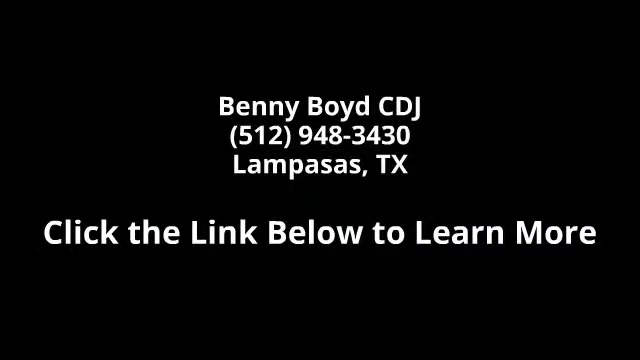 Benny Boyd CDJ
(512) 948-3430
Lampasas, TX
Click the Link Below to Learn More